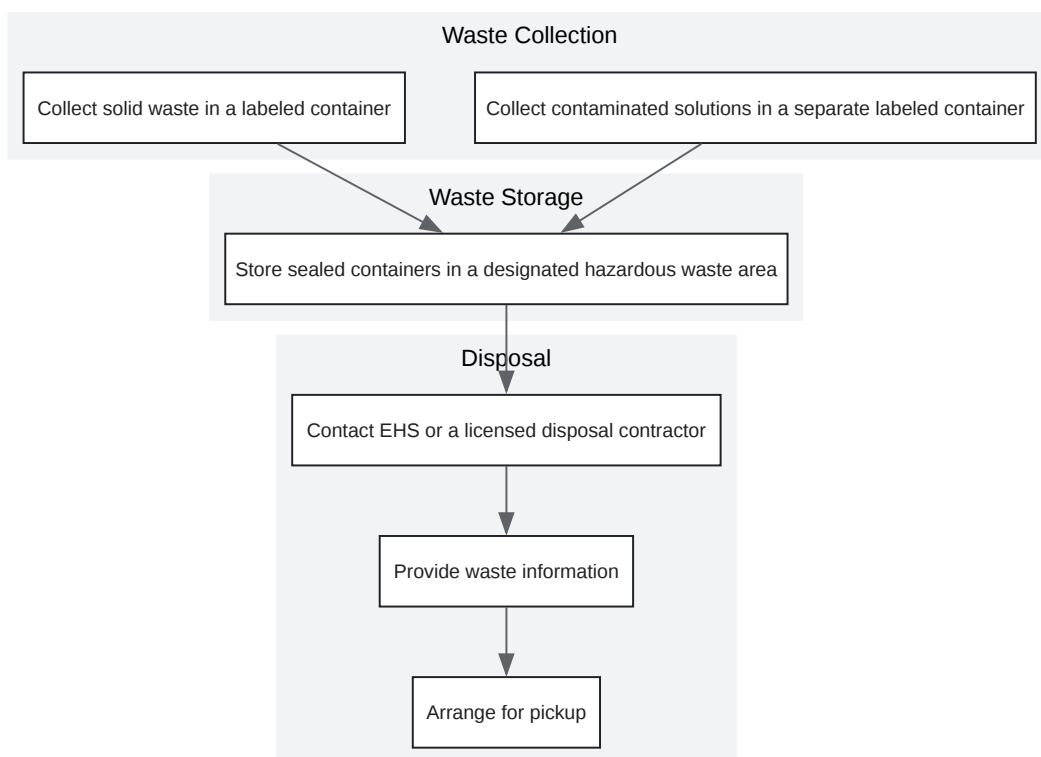 Waste Collection
Collect solid waste in a labeled container
Collect contaminated solutions in a separate labeled container
Waste Storage
Store sealed containers in a designated hazardous waste area
Disposal
Contact EHS or a licensed disposal contractor
Provide waste information
Arrange for pickup